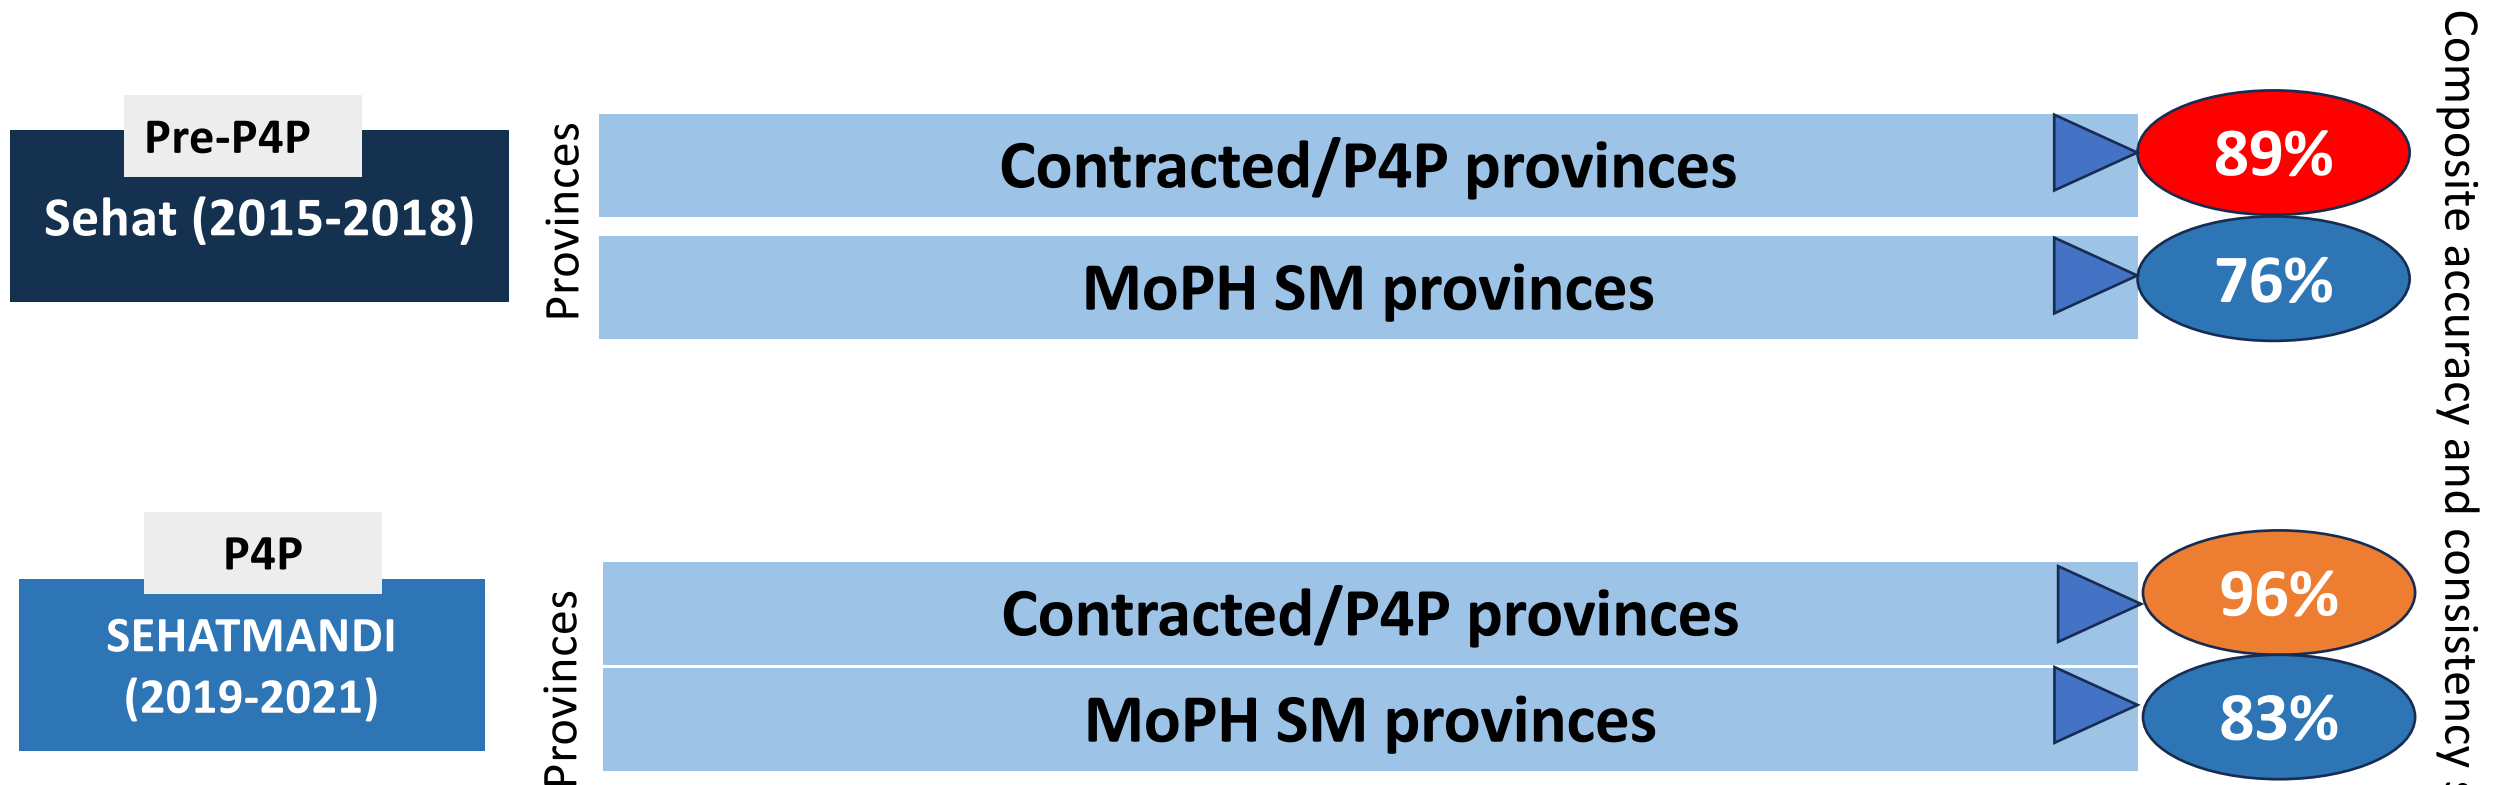 Pre-P4P
Sehat (2015-2018)
Provinces
Contracted/P4P provinces
89%
MoPH SM provinces
76%
P4P
SEHATMANDI
(2019-2021)
Provinces
Contracted/P4P provinces
96%
MoPH SM provinces
83%
Composite accuracy and consistency